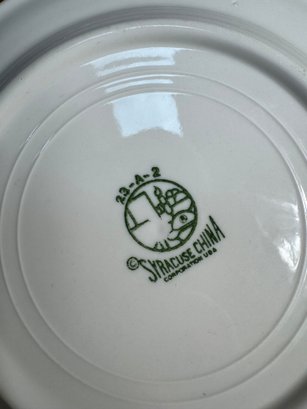 23-A-2
®
© SYRACUSE CHINA
CORPORATION USA